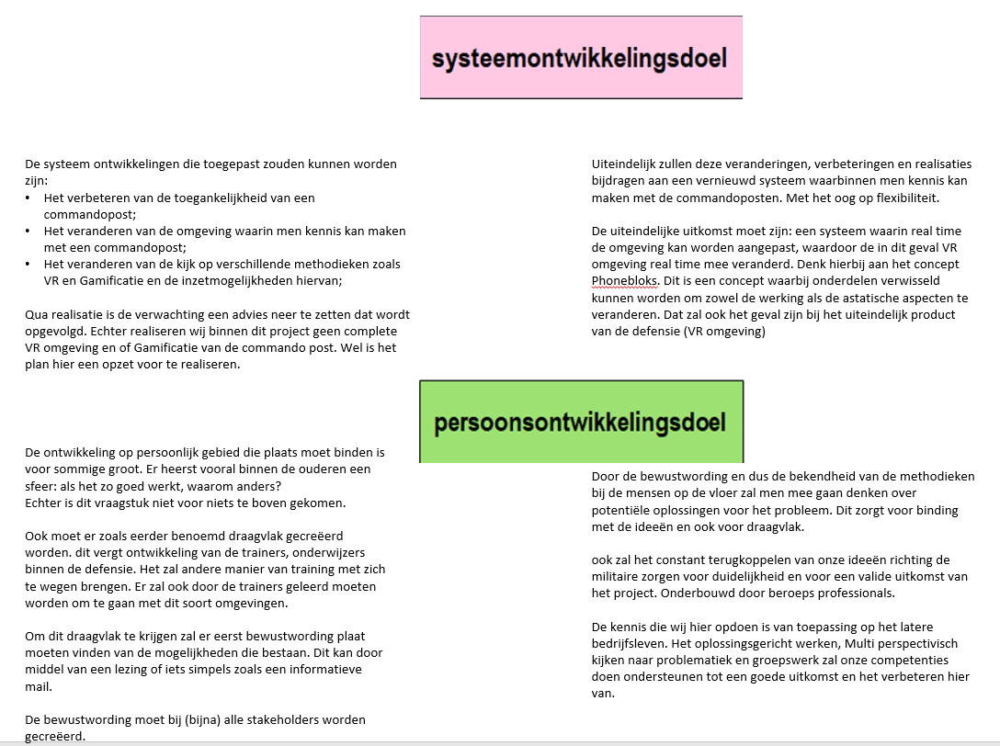 systeemontwikkelingsdoel
De systeem ontwikkelingen die toegepast zouden kunnen worden
zijn:
• Het verbeteren van de toegankelijkheid van een
commandopost;
• Het veranderen van de omgeving waarin men kennis kan maken
met een commandopost;
• Het veranderen van de kijk op verschillende methodieken zoals
VR en Gamificatie en de inzetmogelijkheden hiervan;
Qua realisatie is de verwachting een advies neer te zetten dat wordt
opgevolgd. Echter realiseren wij binnen dit project geen complete
VR omgeving en of Gamificatie van de commando post. Wel is het
plan hier een opzet voor te realiseren.
Uiteindelijk zullen deze veranderingen, verbeteringen en realisaties
bijdragen aan een vernieuwd systeem waarbinnen men kennis kan
maken met de commandoposten. Met het oog op flexibiliteit.
De uiteindelijke uitkomst moet zijn: een systeem waarin real time
de omgeving kan worden aangepast, waardoor de in dit geval VR
omgeving real time mee veranderd. Denk hierbij aan het concept
Phonebloks. Dit is een concept waarbij onderdelen verwisseld
kunnen worden om zowel de werking als de astatische aspecten te
veranderen. Dat zal ook het geval zijn bij het uiteindelijk product
van de defensie (VR omgeving)
persoonsontwikkelingsdoel
De ontwikkeling op persoonlijk gebied die plaats moet binden is
voor sommige groot. Er heerst vooral binnen de ouderen een
sfeer: als het zo goed werkt, waarom anders?
Echter is dit vraagstuk niet voor niets te boven gekomen.
Ook moet er zoals eerder benoemd draagvlak gecreëerd
worden. dit vergt ontwikkeling van de trainers, onderwijzers
binnen de defensie. Het zal andere manier van training met zich
te wegen brengen. Er zal ook door de trainers geleerd moeten
worden om te gaan met dit soort omgevingen.
Om dit draagvlak te krijgen zal er eerst bewustwording plaat
moeten vinden van de mogelijkheden die bestaan. Dit kan door
middel van een lezing of iets simpels zoals een informatieve
mail.
De bewustwording moet bij (bijna) alle stakeholders worden
gecreëerd.
Door de bewustwording en dus de bekendheid van de methodieken
bij de mensen op de vloer zal men mee gaan denken over
potentiële oplossingen voor het probleem. Dit zorgt voor binding
met de ideeën en ook voor draagvlak.
ook zal het constant terugkoppelen van onze ideeën richting de
militaire zorgen voor duidelijkheid en voor een valide uitkomst van
het project. Onderbouwd door beroeps professionals.
De kennis die wij hier opdoen is van toepassing op het latere
bedrijfsleven. Het oplossingsgericht werken, Multi perspectivisch
kijken naar problematiek en groepswerk zal onze competenties
doen ondersteunen tot een goede uitkomst en het verbeteren hier
van.